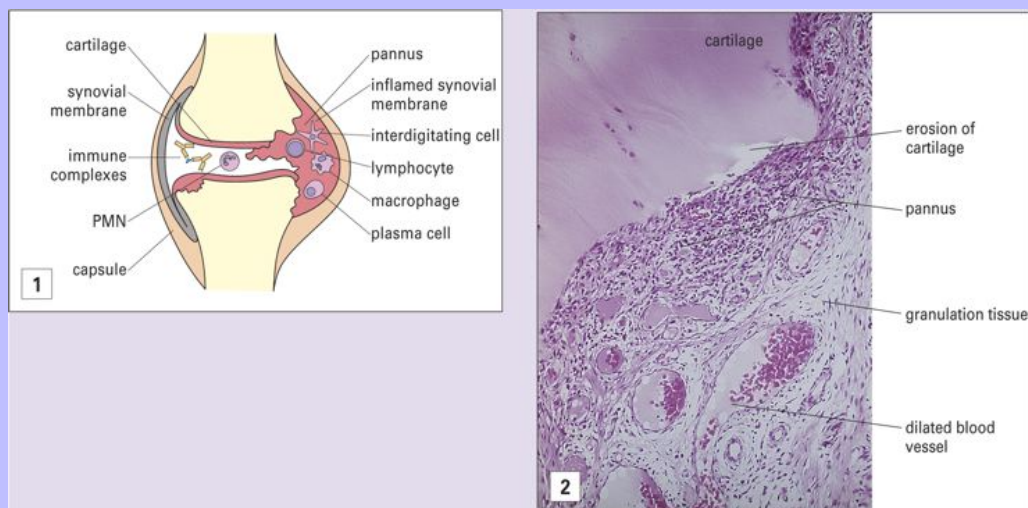 cartilage
synovial
membrane
immune
complexes
PMN
capsule
1
pannus
inflamed synovial
membrane
interdigitating cell
lymphocyte
macrophage
plasma cell
cartilage
erosion of
cartilage
pannus
granulation tissue
dilated blood
vessel
2